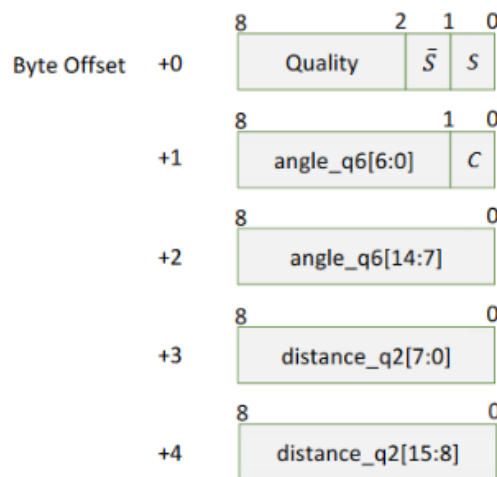 8 2 1 0
Byte Offset +0 Quality S̄ S
8 1 0
+1 angle_q6[6:0] C
8 0
+2 angle_q6[14:7]
8 0
+3 distance_q2[7:0]
8 0
+4 distance_q2[15:8]